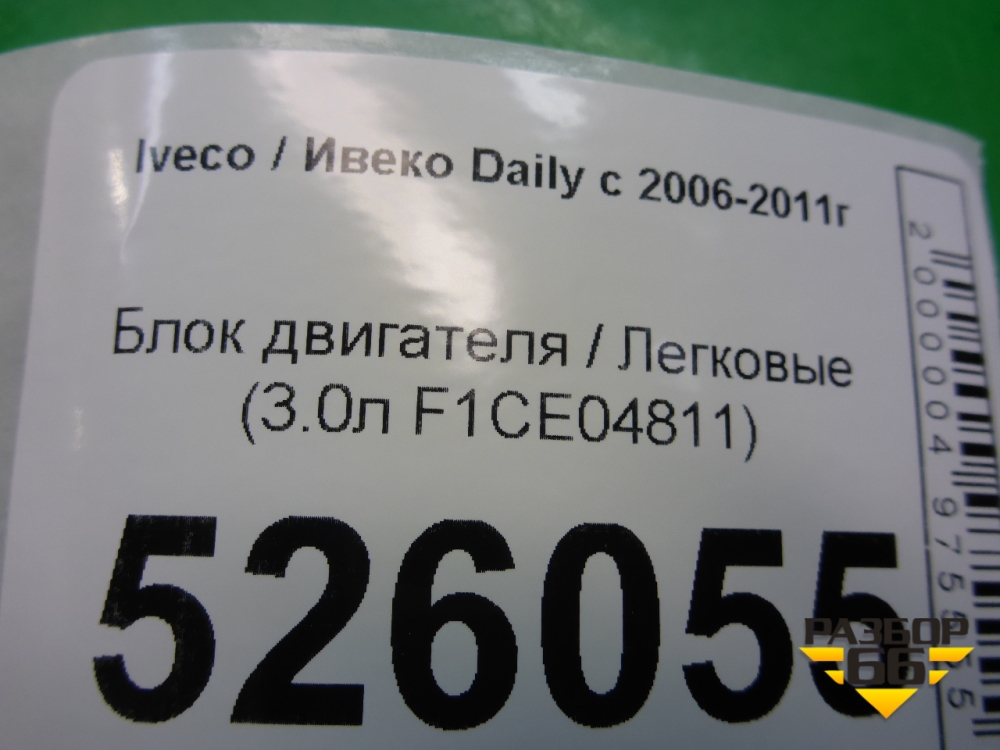 Iveco / Ивеко Daily с 2006-2011г
Блок двигателя / Легковые
(3.0л F1CE04811)
526055
РАЗБОР
66